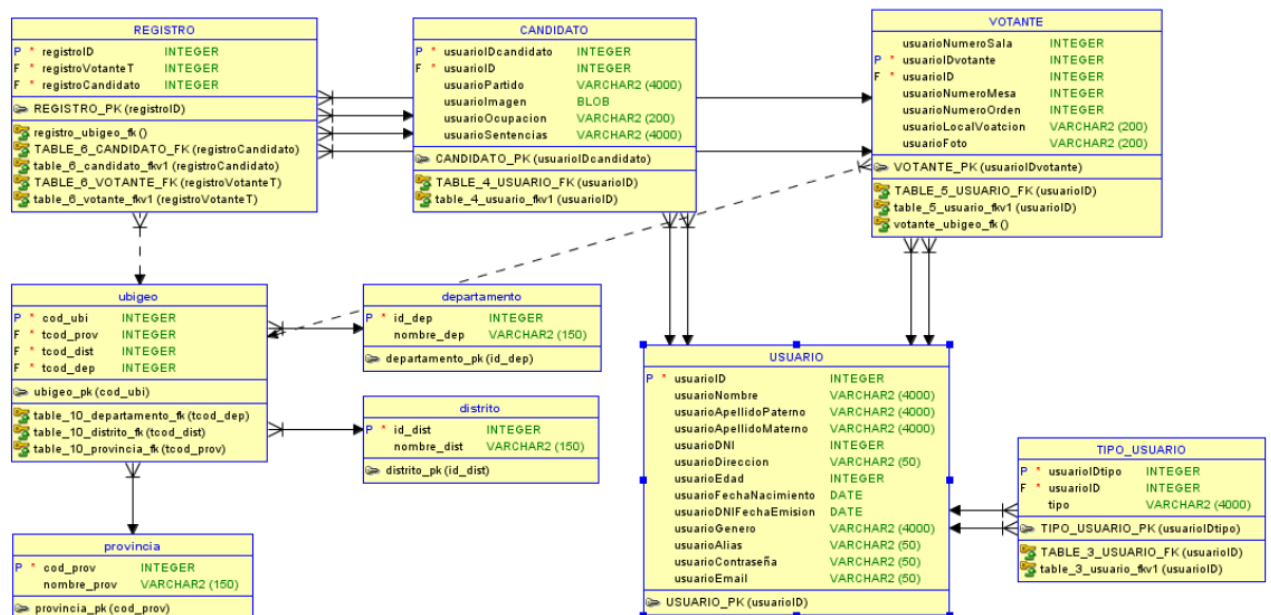 REGISTRO
P * registroID INTEGER
F * registroVotanteT INTEGER
F * registroCandidato INTEGER
REGISTRO_PK (registroID)
registro_ubigeo_fk ()
TABLE_6_CANDIDATO_FK (registroCandidato)
table_6_candidato_fkv1 (registroCandidato)
TABLE_6_VOTANTE_FK (registroVotanteT)
table_6_votante_fkv1 (registroVotanteT)
CANDIDATO
P * usuarioIDcandidato INTEGER
F * usuarioID INTEGER
usuarioPartido VARCHAR2 (4000)
usuarioImagen BLOB
usuarioOcupacion VARCHAR2 (200)
usuarioSentencias VARCHAR2 (4000)
CANDIDATO_PK (usuarioIDcandidato)
TABLE_4_USUARIO_FK (usuarioID)
table_4_usuario_fkv1 (usuarioID)
VOTANTE
usuarioNumeroSala INTEGER
P * usuarioIDvotante INTEGER
F * usuarioID INTEGER
usuarioNumeroMesa INTEGER
usuarioNumeroOrden INTEGER
usuarioLocalVoatcion VARCHAR2 (200)
usuarioFoto VARCHAR2 (200)
VOTANTE_PK (usuarioIDvotante)
TABLE_5_USUARIO_FK (usuarioID)
table_5_usuario_fkv1 (usuarioID)
votante_ubigeo_fk ()
ubigeo
P * cod_ubi INTEGER
F * tcod_prov INTEGER
F * tcod_dist INTEGER
F * tcod_dep INTEGER
ubigeo_pk (cod_ubi)
table_10_departamento_fk (tcod_dep)
table_10_distrito_fk (tcod_dist)
table_10_provincia_fk (tcod_prov)
departamento
P * id_dep INTEGER
nombre_dep VARCHAR2 (150)
departamento_pk (id_dep)
distrito
P * id_dist INTEGER
nombre_dist VARCHAR2 (150)
distrito_pk (id_dist)
USUARIO
P * usuarioID INTEGER
usuarioNombre VARCHAR2 (4000)
usuarioApellidoPaterno VARCHAR2 (4000)
usuarioApellidoMaterno VARCHAR2 (4000)
usuarioDNI INTEGER
usuarioDireccion VARCHAR2 (50)
usuarioEdad INTEGER
usuarioFechaNacimiento DATE
usuarioDNIFechaEmision DATE
usuarioGenero VARCHAR2 (4000)
usuarioAlias VARCHAR2 (50)
usuarioContraseña VARCHAR2 (50)
usuarioEmail VARCHAR2 (50)
USUARIO_PK (usuarioID)
TIPO_USUARIO
P * usuarioIDtipo INTEGER
F * usuarioID INTEGER
tipo VARCHAR2 (4000)
TIPO_USUARIO_PK (usuarioIDtipo)
TABLE_3_USUARIO_FK (usuarioID)
table_3_usuario_fkv1 (usuarioID)
provincia
P * cod_prov INTEGER
nombre_prov VARCHAR2 (150)
provincia_pk (cod_prov)